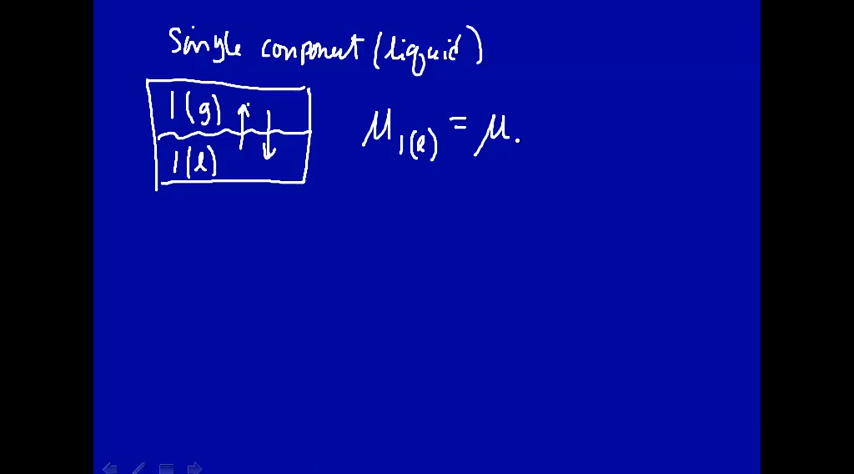 Single component (liquid)
1(g)
1(l)
μ1(l) = μ.